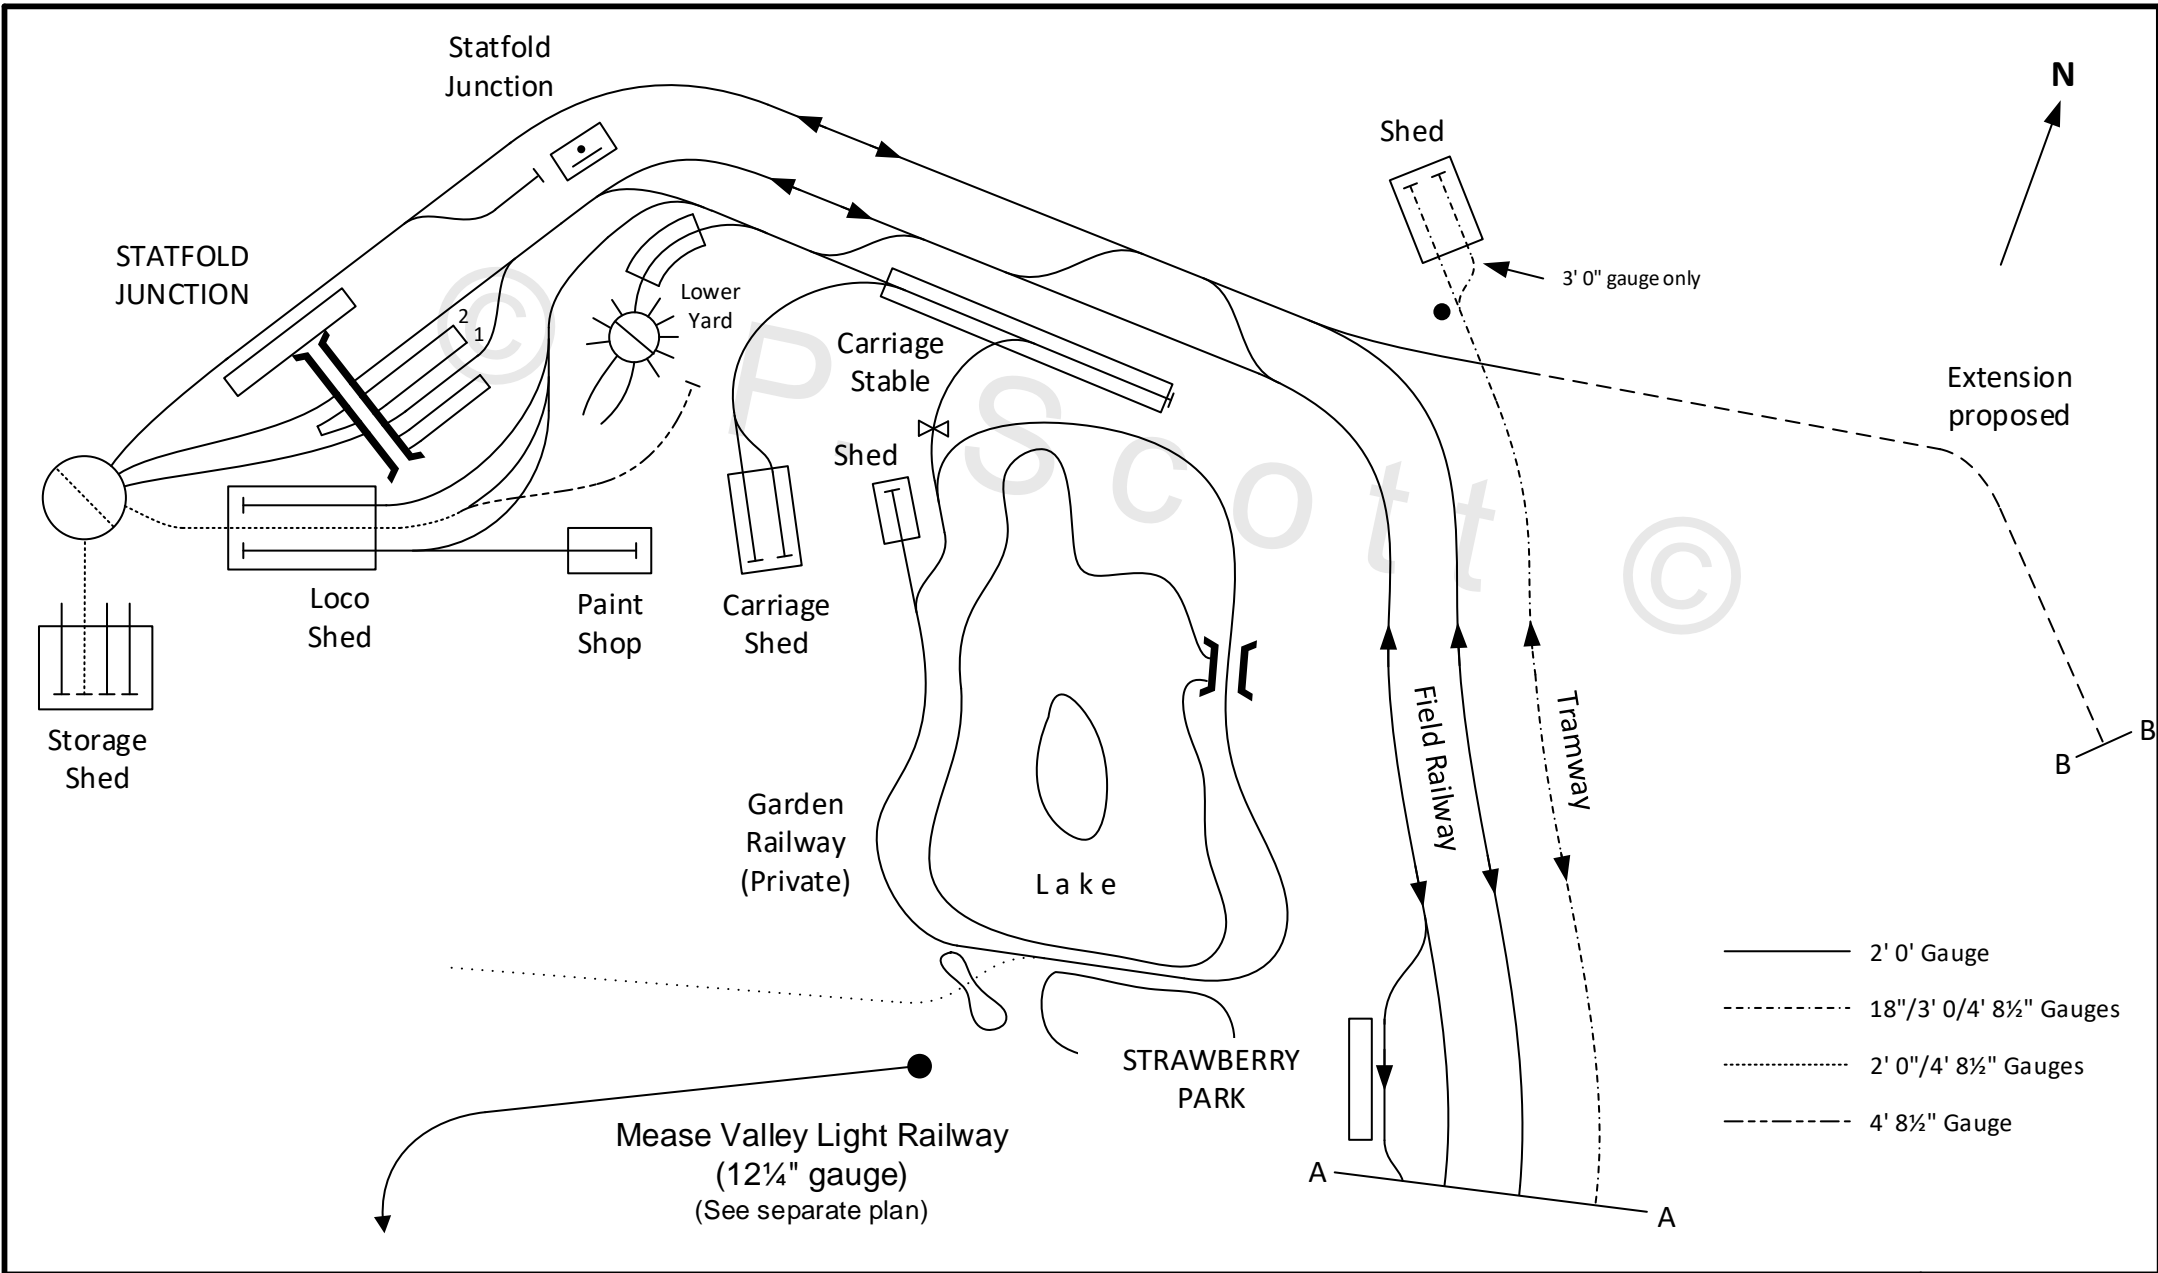 Statfold
Junction
N
Shed
STATFOLD
JUNCTION
3' 0" gauge only
Lower
Yard
2
1
Carriage
Stable
Extension
proposed
Shed
Loco
Shed
Paint
Shop
Carriage
Shed
Storage
Shed
Field Railway
Tramway
B
B
Garden
Railway
(Private)
Lake
2' 0' Gauge
18"/3' 0/4' 8½" Gauges
2' 0"/4' 8½" Gauges
4' 8½" Gauge
STRAWBERRY
PARK
Mease Valley Light Railway
(12¼" gauge)
(See separate plan)
A
A
© P Scott ©